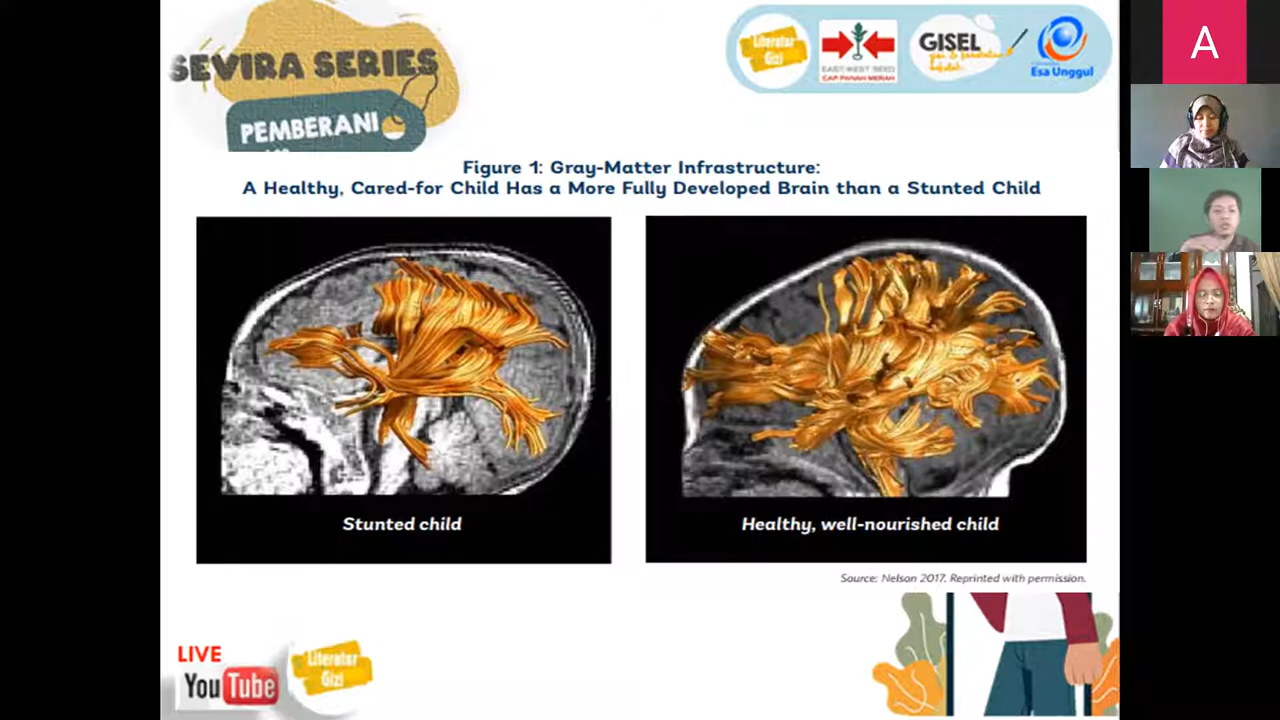 SEVIRA SERIES
PEMBERANI
Literatur
Gizi
EAST-WEST SEED
CAP PANAH MERAH
GISEL
Esa Unggul
A
Figure 1: Gray-Matter Infrastructure:
A Healthy, Cared-for Child Has a More Fully Developed Brain than a Stunted Child
Stunted child
Healthy, well-nourished child
Source: Nelson 2017. Reprinted with permission.
LIVE
YouTube
Literatur
Gizi